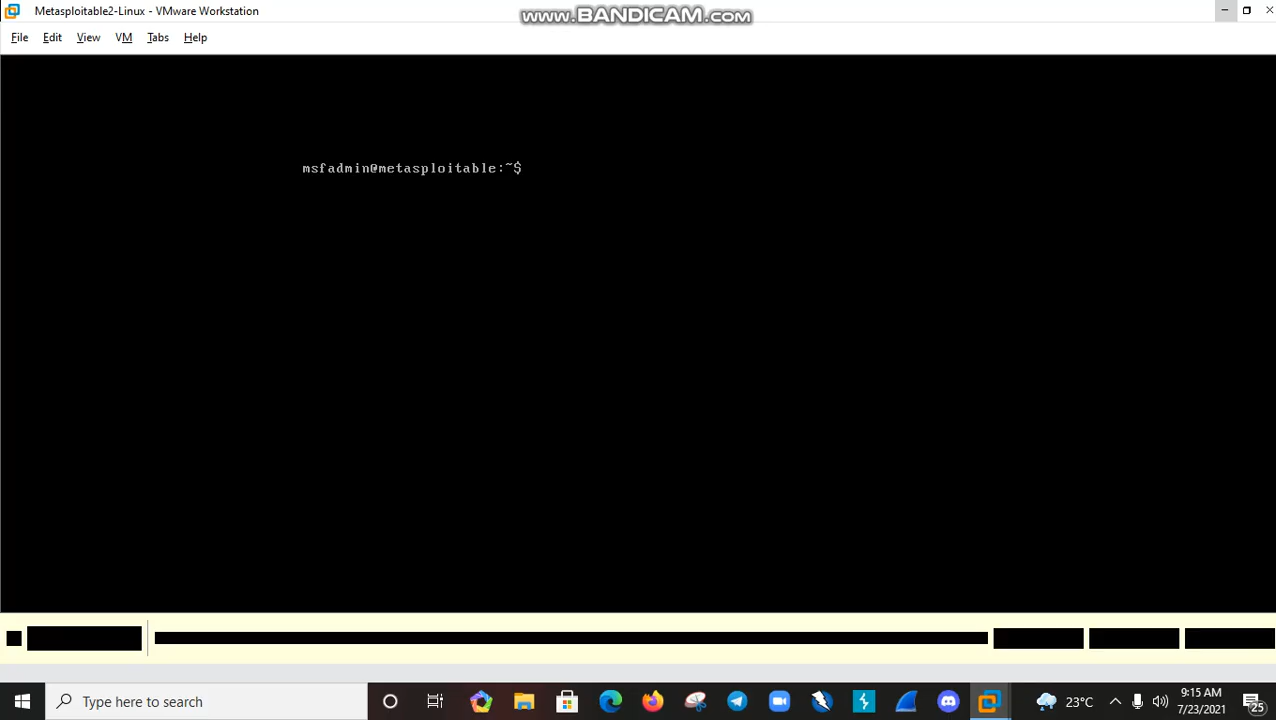 Metasploitable2-Linux - VMware Workstation
www.BANDICAM.com
File Edit View VM Tabs Help
msfadmin@metasploitable:~$
Type here to search
23°C
9:15 AM
7/23/2021
25